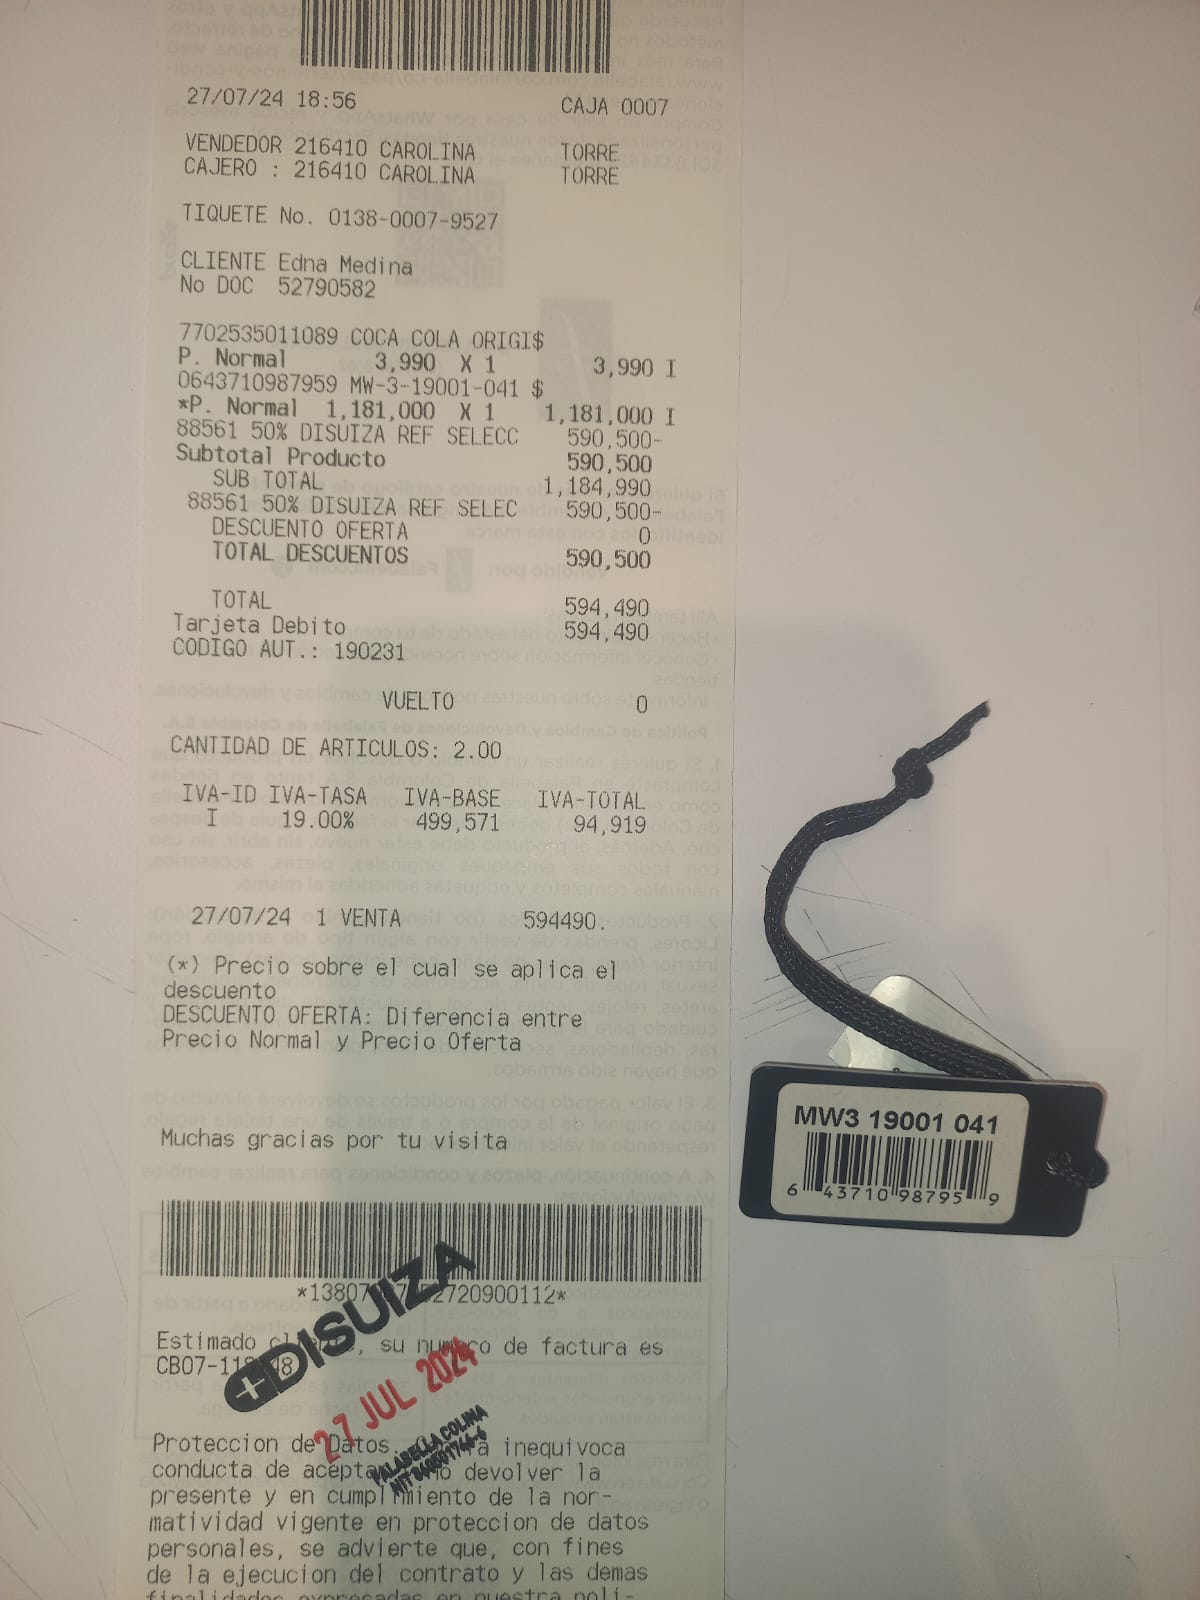 27/07/24 18:56 CAJA 0007
VENDEDOR 216410 CAROLINA TORRE
CAJERO : 216410 CAROLINA TORRE
TIQUETE No. 0138-0007-9527
CLIENTE Edna Medina
No DOC 52790582
7702535011089 COCA COLA ORIGI$
P. Normal 3,990 X 1 3,990 I
0643710987959 MW-3-19001-041 $
*P. Normal 1,181,000 X 1 1,181,000 I
88561 50% DISUIZA REF SELECC 590,500-
Subtotal Producto 590,500
SUB TOTAL 1,184,990
88561 50% DISUIZA REF SELEC 590,500-
DESCUENTO OFERTA 0
TOTAL DESCUENTOS 590,500
TOTAL 594,490
Tarjeta Debito 594,490
CODIGO AUT.: 190231
VUELTO 0
CANTIDAD DE ARTICULOS: 2.00
IVA-ID IVA-TASA IVA-BASE IVA-TOTAL
I 19.00% 499,571 94,919
27/07/24 1 VENTA 594490.
(*) Precio sobre el cual se aplica el
descuento
DESCUENTO OFERTA: Diferencia entre
Precio Normal y Precio Oferta
Muchas gracias por tu visita
Estimado su numero de factura es
DISUIZA
27 JUL 2024
FALABELLA COLINA
Proteccion de Datos. inequivoca
conducta de no devolver la
presente y en cumplimiento de la nor-
matividad vigente en proteccion de datos
personales, se advierte que, con fines
de la ejecucion del contrato y las demas
MW3 19001 041
6 43710 98795 9